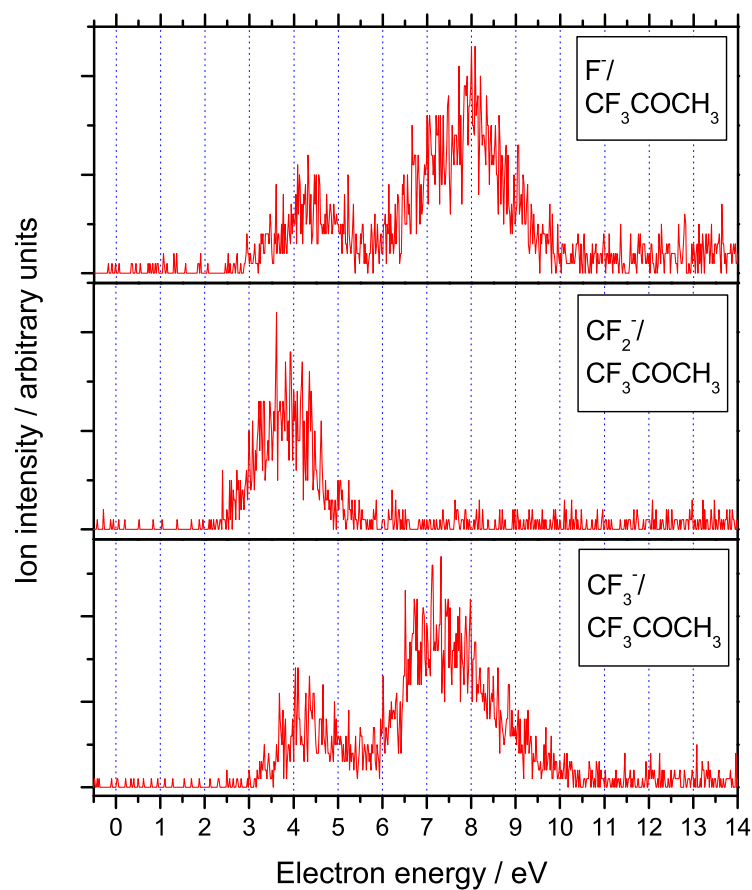 F⁻/
CF₃COCH₃
CF₂⁻/
CF₃COCH₃
CF₃⁻/
CF₃COCH₃
Ion intensity / arbitrary units
0 1 2 3 4 5 6 7 8 9 10 11 12 13 14
Electron energy / eV